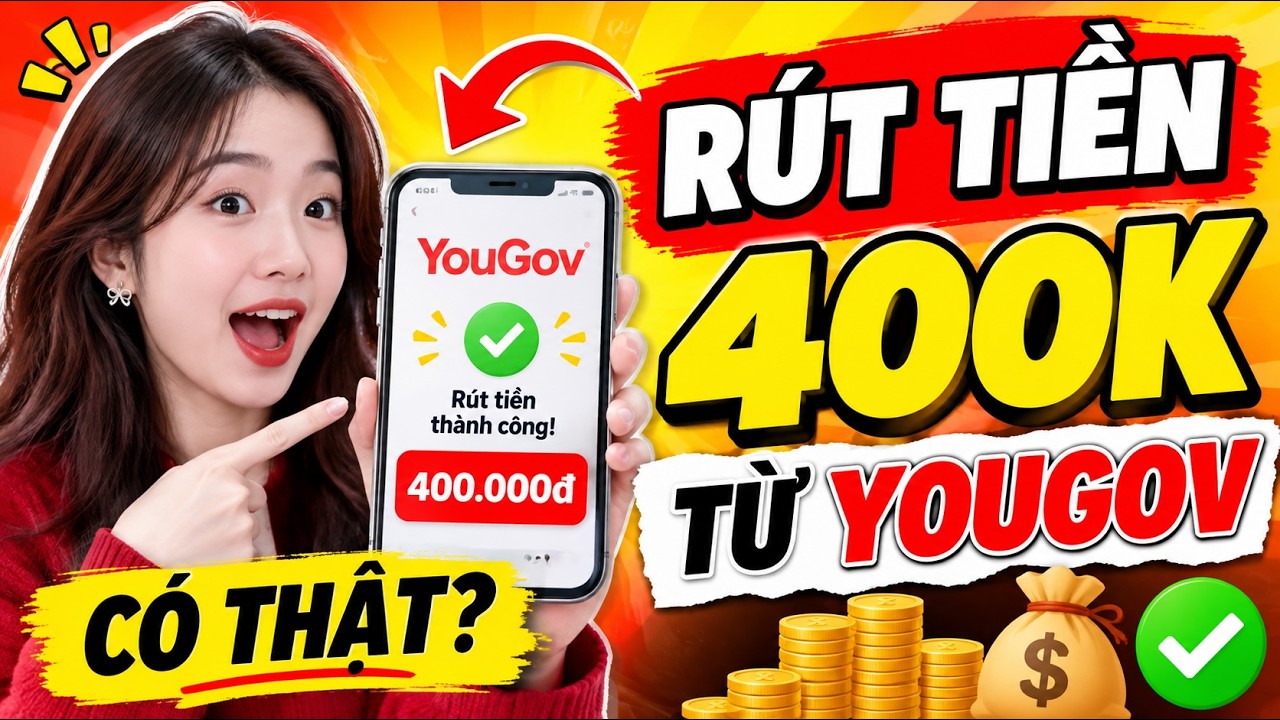 RÚT TIỀN
400K
TỪ YOUGOV
YouGov®
Rút tiền
thành công!
400.000đ
CÓ THẬT?
$